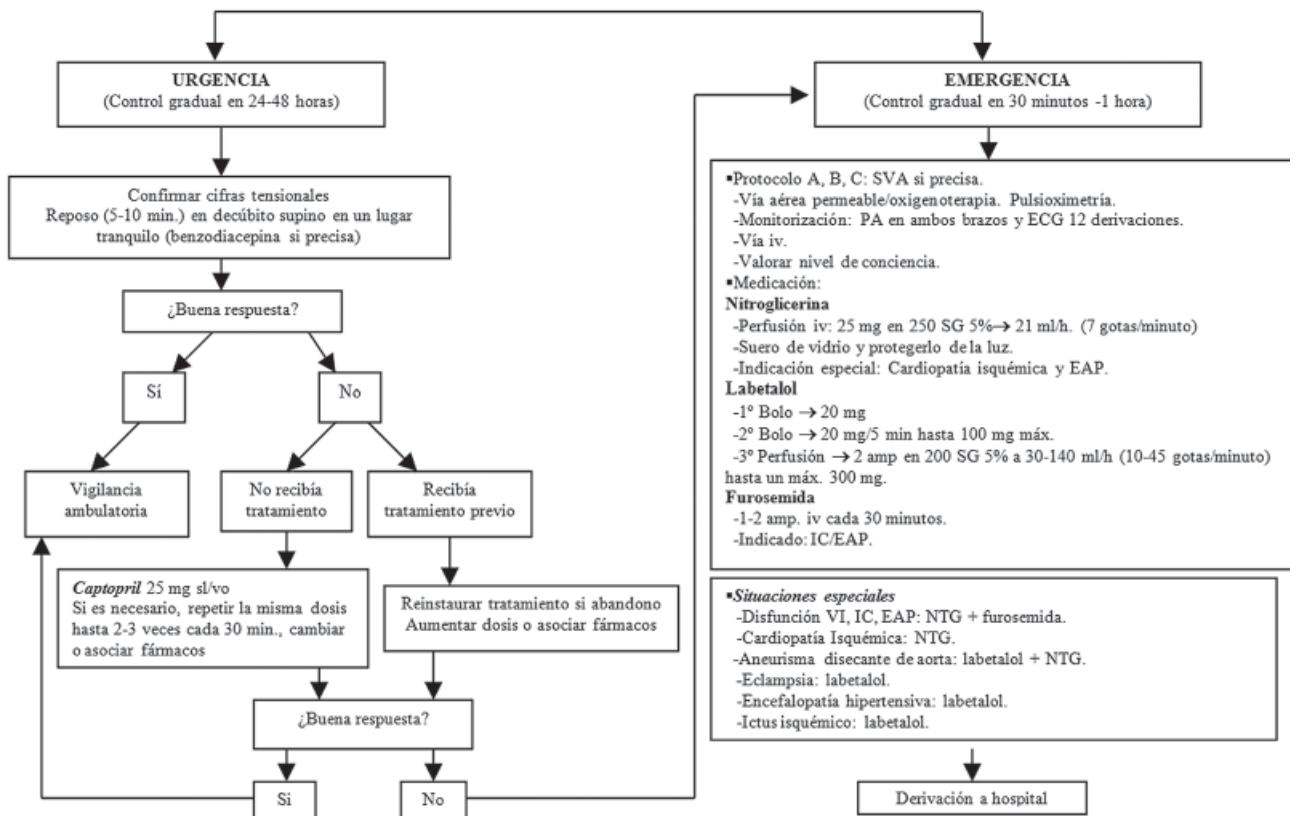 URGENCIA
(Control gradual en 24-48 horas)
Confirmar cifras tensionales
Reposo (5-10 min.) en decúbito supino en un lugar
tranquilo (benzodiacepina si precisa)
¿Buena respuesta?
Sí
No
Vigilancia
ambulatoria
No recibía
tratamiento
Recibía
tratamiento previo
Captopril 25 mg sl/vo
Si es necesario, repetir la misma dosis
hasta 2-3 veces cada 30 min., cambiar
o asociar fármacos
Reinstaurar tratamiento si abandono
Aumentar dosis o asociar fármacos
¿Buena respuesta?
Si
No
EMERGENCIA
(Control gradual en 30 minutos -1 hora)
▪Protocolo A, B, C: SVA si precisa.
-Vía aérea permeable/oxigenoterapia. Pulsioximetría.
-Monitorización: PA en ambos brazos y ECG 12 derivaciones.
-Vía iv.
-Valorar nivel de conciencia.
▪Medicación:
Nitroglicerina
-Perfusión iv: 25 mg en 250 SG 5%→ 21 ml/h. (7 gotas/minuto)
-Suero de vidrio y protegerlo de la luz.
-Indicación especial: Cardiopatía isquémica y EAP.
Labetalol
-1º Bolo → 20 mg
-2º Bolo → 20 mg/5 min hasta 100 mg máx.
-3º Perfusión → 2 amp en 200 SG 5% a 30-140 ml/h (10-45 gotas/minuto)
hasta un máx. 300 mg.
Furosemida
-1-2 amp. iv cada 30 minutos.
-Indicado: IC/EAP.
▪Situaciones especiales
-Disfunción VI, IC, EAP: NTG + furosemida.
-Cardiopatía Isquémica: NTG.
-Aneurisma disecante de aorta: labetalol + NTG.
-Eclampsia: labetalol.
-Encefalopatía hipertensiva: labetalol.
-Ictus isquémico: labetalol.
Derivación a hospital